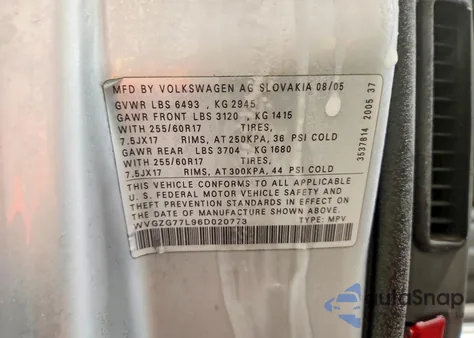 MFD BY VOLKSWAGEN AG SLOVAKIA 08/05
GVWR LBS 6493 , KG 2945
GAWR FRONT LBS 3120 , KG 1415
WITH 255/60R17 TIRES,
7.5JX17 RIMS, AT 250KPA, 36 PSI COLD
GAWR REAR LBS 3704 , KG 1680
WITH 255/60R17 TIRES,
7.5JX17 RIMS, AT 300KPA, 44 PSI COLD
THIS VEHICLE CONFORMS TO ALL APPLICABLE
U. S. FEDERAL MOTOR VEHICLE SAFETY AND
THEFT PREVENTION STANDARDS IN EFFECT ON
THE DATE OF MANUFACTURE SHOWN ABOVE.
WVGZG77L96D020773 TYPE: MPV
3537814 2005 37
AutoSnap